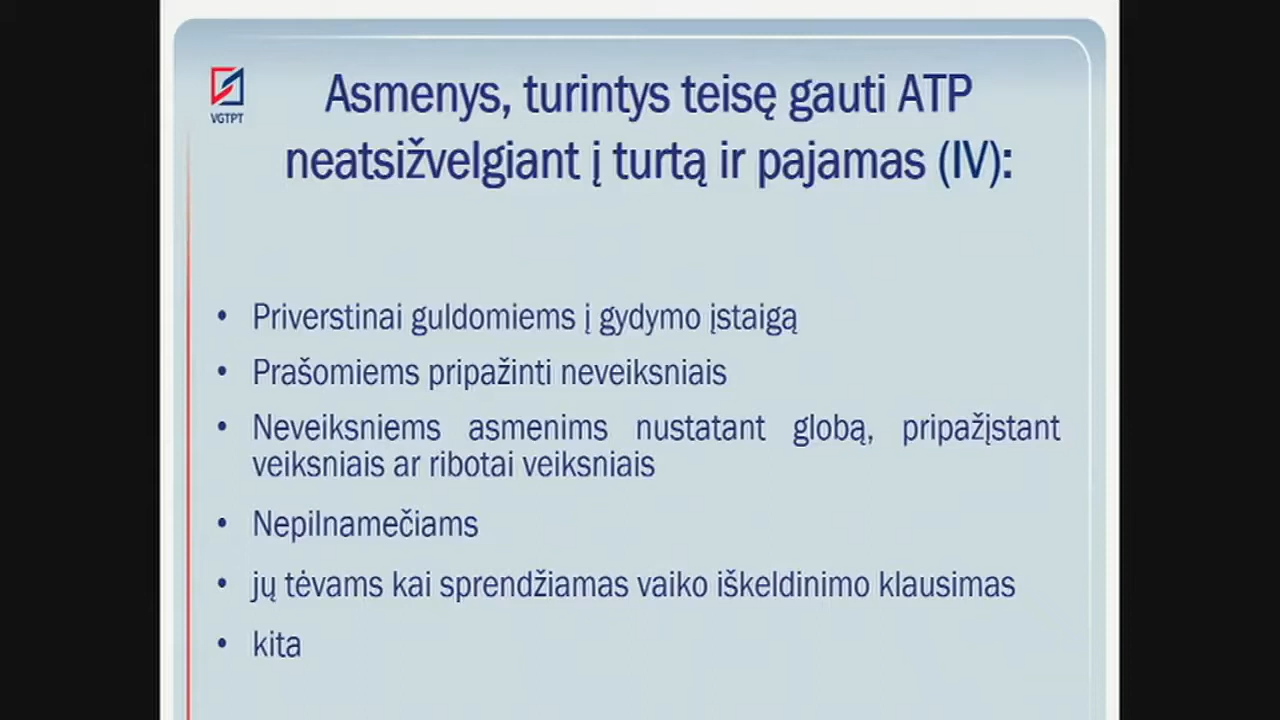 VGTPT
Asmenys, turintys teisę gauti ATP
neatsižvelgiant į turtą ir pajamas (IV):
• Priverstinai guldomiems į gydymo įstaigą
• Prašomiems pripažinti neveiksniais
• Neveiksniems asmenims nustatant globą, pripažįstant
veiksniais ar ribotai veiksniais
• Nepilnamečiams
• jų tėvams kai sprendžiamas vaiko iškeldinimo klausimas
• kita